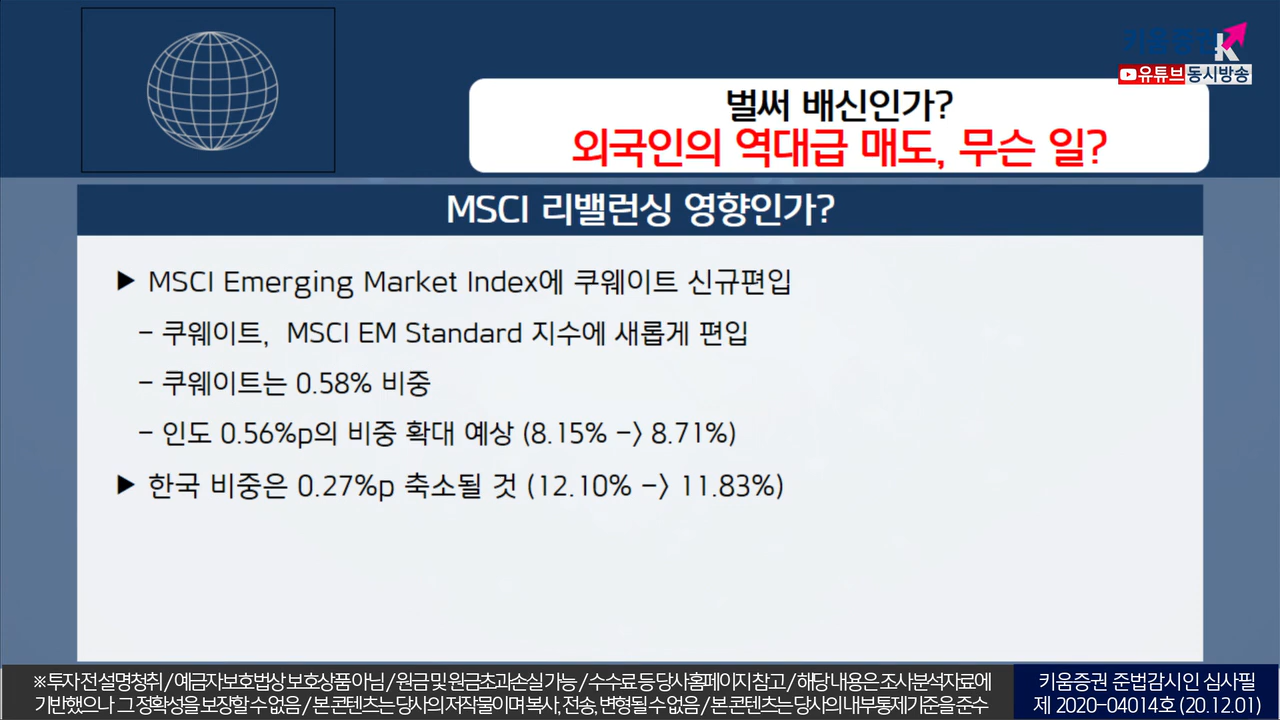 키움증권
유튜브 동시방송
벌써 배신인가?
외국인의 역대급 매도, 무슨 일?
MSCI 리밸런싱 영향인가?
▶ MSCI Emerging Market Index에 쿠웨이트 신규편입
- 쿠웨이트, MSCI EM Standard 지수에 새롭게 편입
- 쿠웨이트는 0.58% 비중
- 인도 0.56%p의 비중 확대 예상 (8.15% -> 8.71%)
▶ 한국 비중은 0.27%p 축소될 것 (12.10% -> 11.83%)
※ 투자 전 설명청취 / 예금자보호법상 보호상품 아님 / 원금 및 원금초과손실 가능 / 수수료 등 당사홈페이지 참고 / 해당 내용은 조사분석자료에
기반했으나 그 정확성을 보장할 수 없음 / 본 콘텐츠는 당사의 저작물이며 복사, 전송, 변형될 수 없음 / 본 콘텐츠는 당사의 내부통제기준을 준수
키움증권 준법감시인 심사필
제 2020-04014호 (20.12.01)